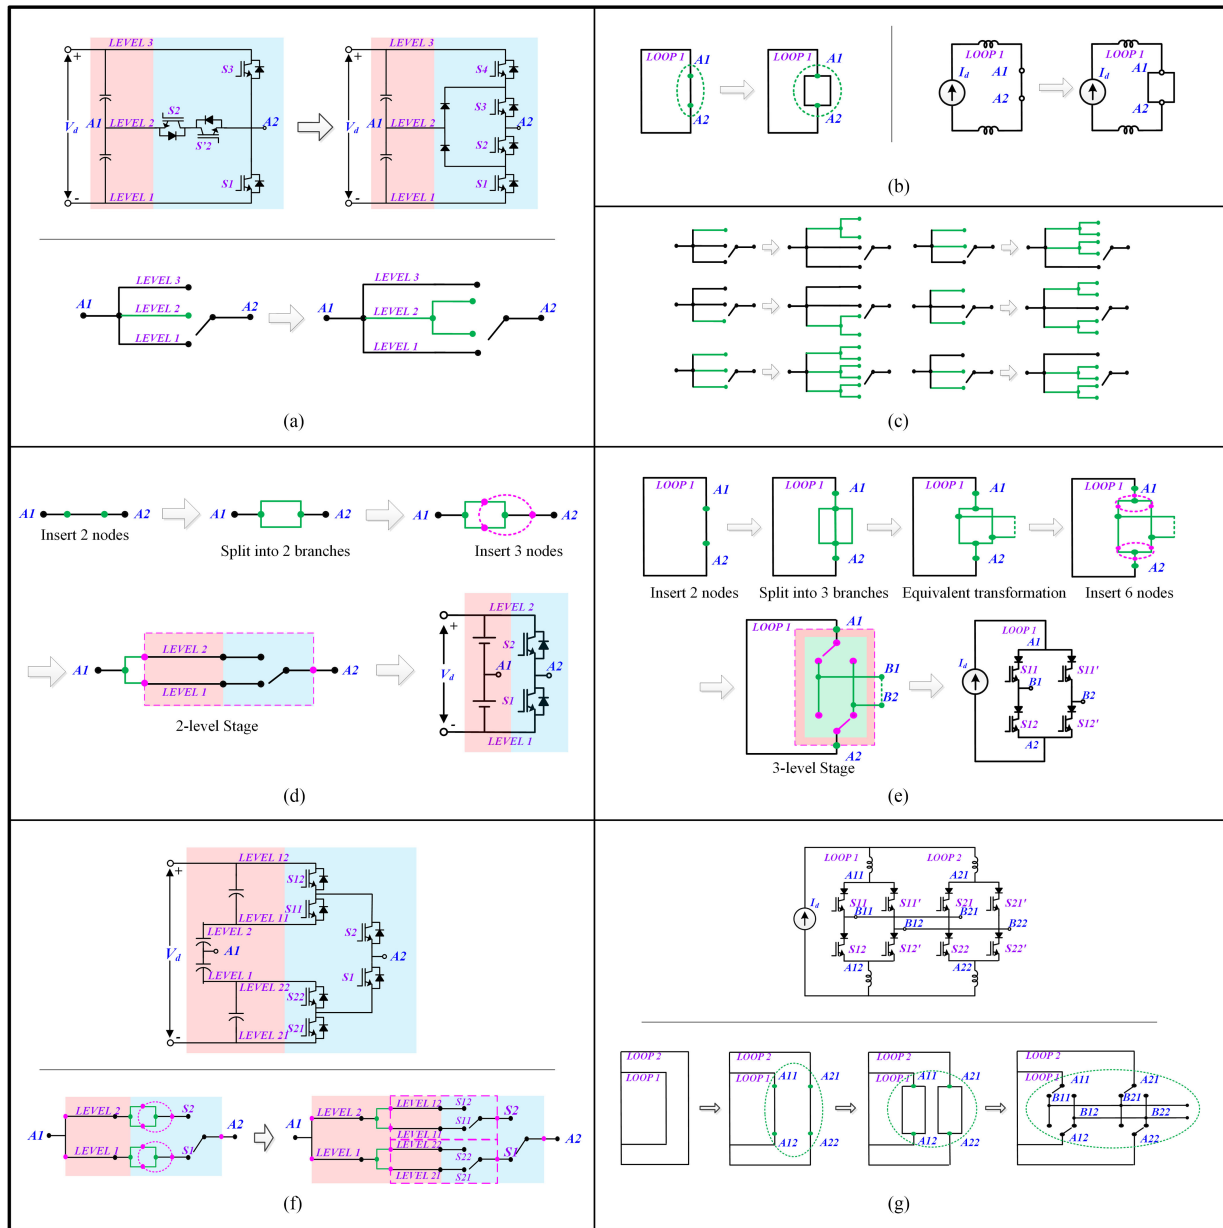 LEVEL 3
+
S3
S2
V_d
A1
LEVEL 2
A2
S'2
S1
-
LEVEL 1
LEVEL 3
+
S4
S3
V_d
A1
LEVEL 2
A2
S2
S1
-
LEVEL 1
LEVEL 3
A1
LEVEL 2
A2
LEVEL 1
LEVEL 3
A1
LEVEL 2
A2
LEVEL 1
(a)
LOOP 1
A1
A2
LOOP 1
A1
A2
LOOP 1
I_d
A1
A2
LOOP 1
I_d
A1
A2
(b)
(c)
A1
A2
Insert 2 nodes
A1
A2
Split into 2 branches
A1
A2
Insert 3 nodes
A1
LEVEL 2
LEVEL 1
A2
2-level Stage
LEVEL 2
+
S2
V_d
A1
A2
S1
-
LEVEL 1
(d)
LOOP 1
A1
A2
Insert 2 nodes
LOOP 1
A1
A2
Split into 3 branches
LOOP 1
A1
A2
Equivalent transformation
LOOP 1
A1
A2
Insert 6 nodes
LOOP 1
A1
B1
B2
A2
3-level Stage
LOOP 1
A1
I_d
S11
S11'
B1
B2
S12
S12'
A2
(e)
LEVEL 12
+
S12
S11
LEVEL 11
LEVEL 2
S2
V_d
A1
A2
LEVEL 1
S1
LEVEL 22
S22
S21
-
LEVEL 21
A1
LEVEL 2
S2
A2
LEVEL 1
S1
A1
LEVEL 2
LEVEL 12
S12
S11
S2
LEVEL 11
A2
LEVEL 22
LEVEL 1
S22
S1
LEVEL 21
S21
(f)
LOOP 1
LOOP 2
A11
A21
I_d
S11
S11'
S21
S21'
B11
B12
B21
B22
S12
S12'
S22
S22'
A12
A22
LOOP 2
LOOP 1
LOOP 2
LOOP 1
A11
A21
A12
A22
LOOP 2
LOOP 1
A11
A21
A12
A22
LOOP 2
LOOP 1
A11
A21
B11
B21
B12
B22
A12
A22
(g)